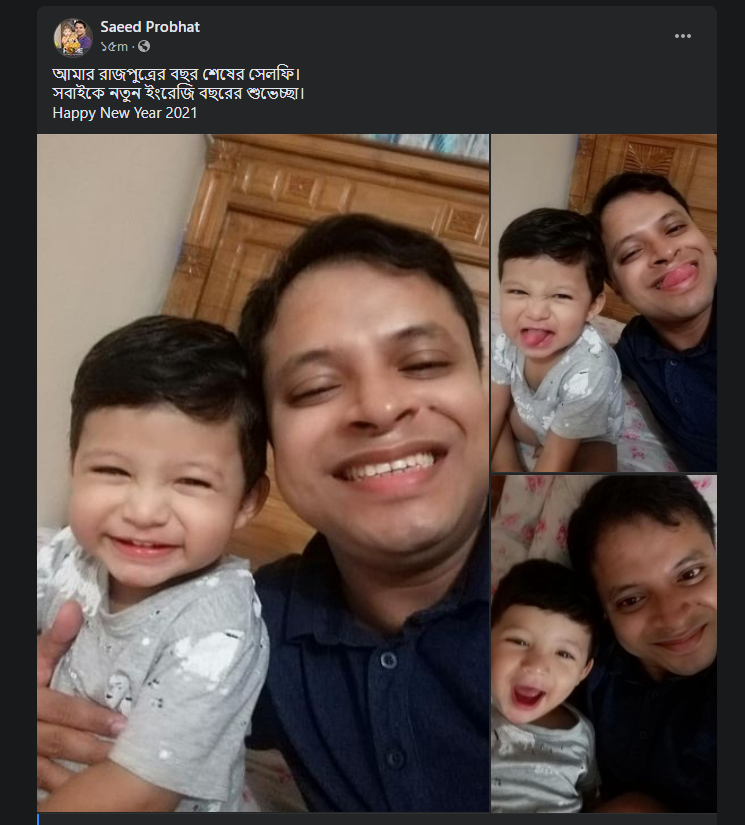 Saeed Probhat
১৫m ·
আমার রাজপুত্রের বছর শেষের সেলফি।
সবাইকে নতুন ইংরেজি বছরের শুভেচ্ছা।
Happy New Year 2021